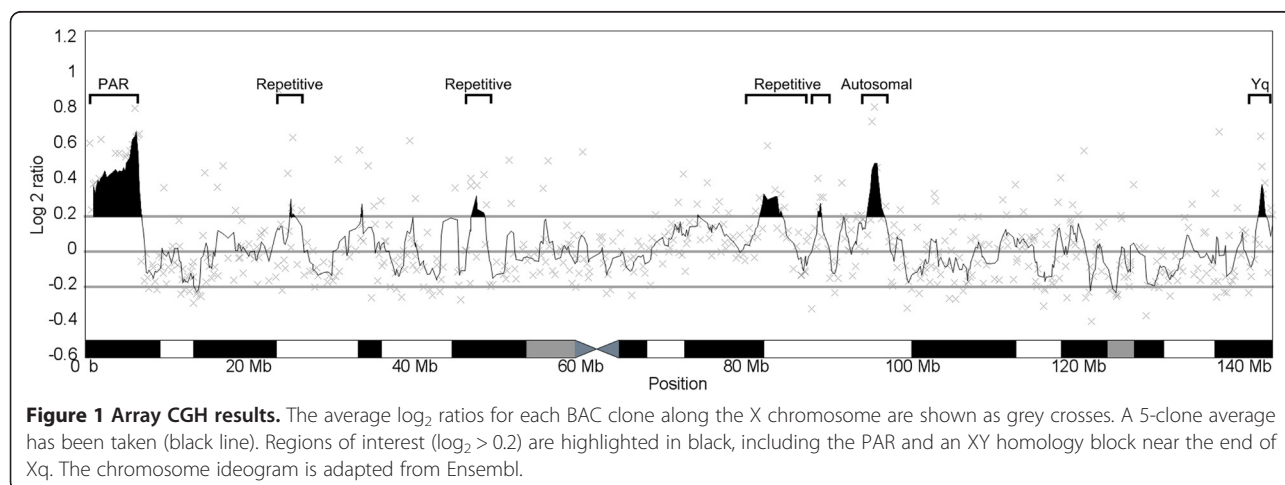 1.2
1
0.8
0.6
0.4
0.2
0
-0.2
-0.4
-0.6
Log 2 ratio
PAR
Repetitive
Repetitive
Repetitive
Autosomal
Yq
0 b
20 Mb
40 Mb
60 Mb
80 Mb
100 Mb
120 Mb
140 Mb
Position
Figure 1 Array CGH results. The average log₂ ratios for each BAC clone along the X chromosome are shown as grey crosses. A 5-clone average
has been taken (black line). Regions of interest (log₂ > 0.2) are highlighted in black, including the PAR and an XY homology block near the end of
Xq. The chromosome ideogram is adapted from Ensembl.